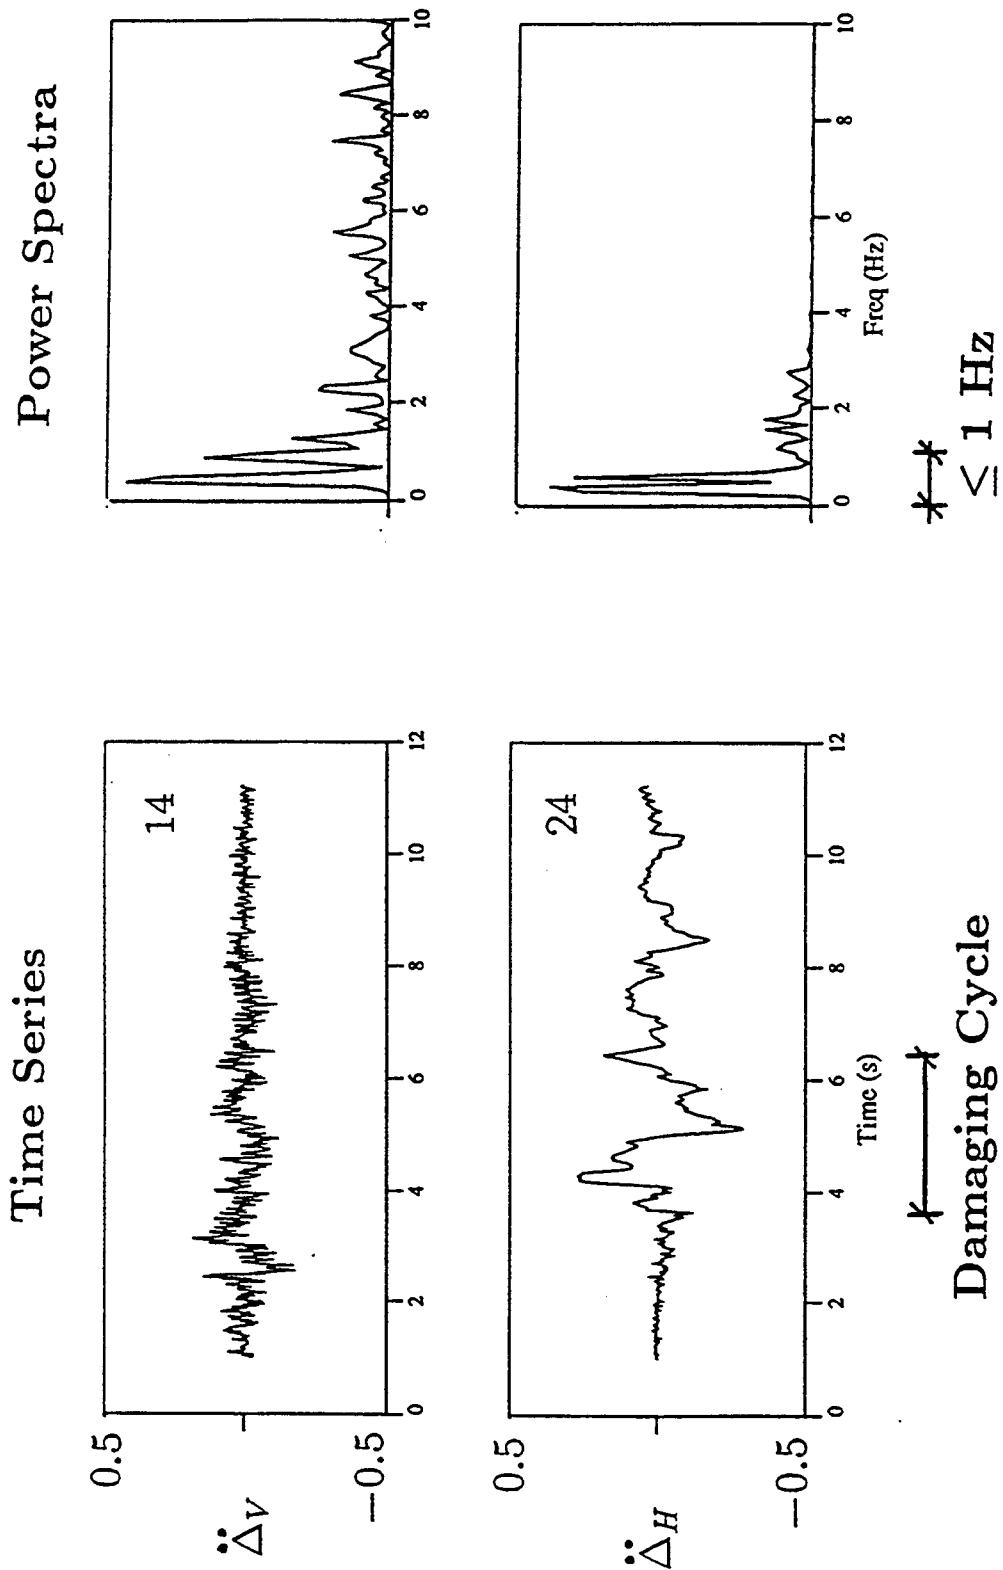 Time Series
Power Spectra
0.5
Δ̈V
−0.5
14
0 2 4 6 8 10 12
0 2 4 6 8 10
0.5
Δ̈H
−0.5
24
0 2 4 6 8 10 12
Time (s)
0 2 4 6 8 10
Freq (Hz)
Damaging Cycle
≤ 1 Hz